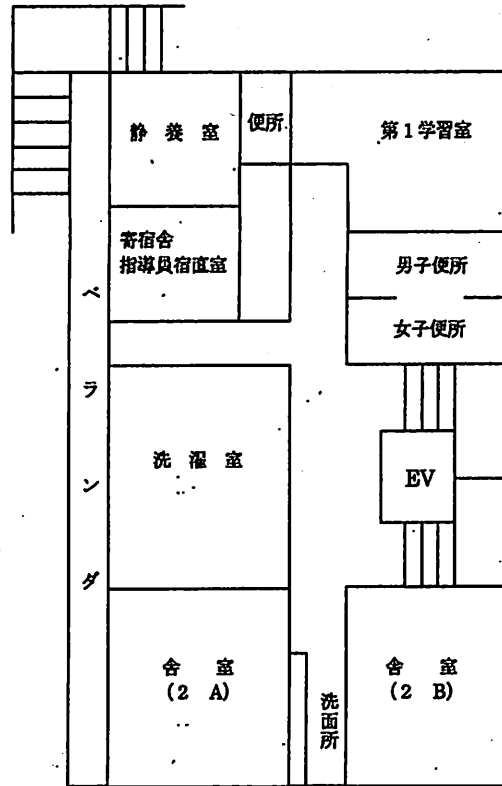 静養室
便所
第1学習室
寄宿舎
指導員宿直室
男子便所
女子便所
ベランダ
洗濯室
EV
舎室
(2 A)
舎室
(2 B)
洗面所